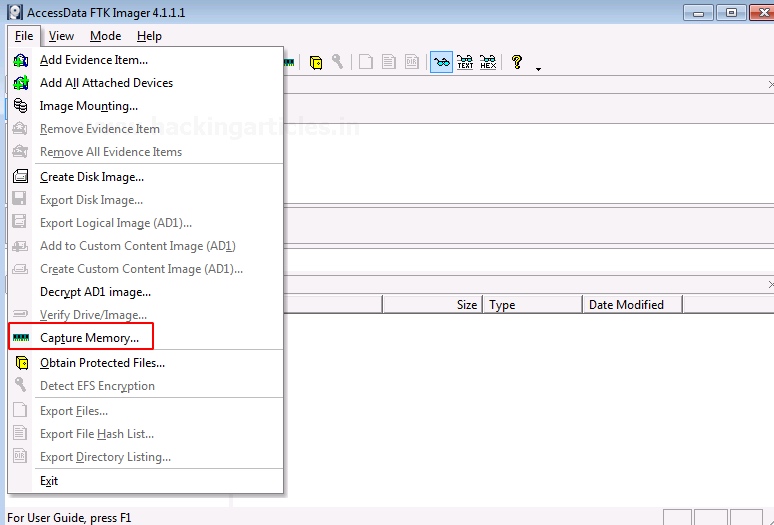 AccessData FTK Imager 4.1.1.1
File View Mode Help
Add Evidence Item...
Add All Attached Devices
Image Mounting...
hackingarticles.in
Remove Evidence Item
Remove All Evidence Items
Create Disk Image...
Export Disk Image...
Export Logical Image (AD1)...
Add to Custom Content Image (AD1)
Create Custom Content Image (AD1)...
Decrypt AD1 image...
Verify Drive/Image...
Capture Memory...
Obtain Protected Files...
Detect EFS Encryption
Export Files...
Export File Hash List...
Export Directory Listing...
Exit
TEXT HEX
DIR
Size Type Date Modified
For User Guide, press F1